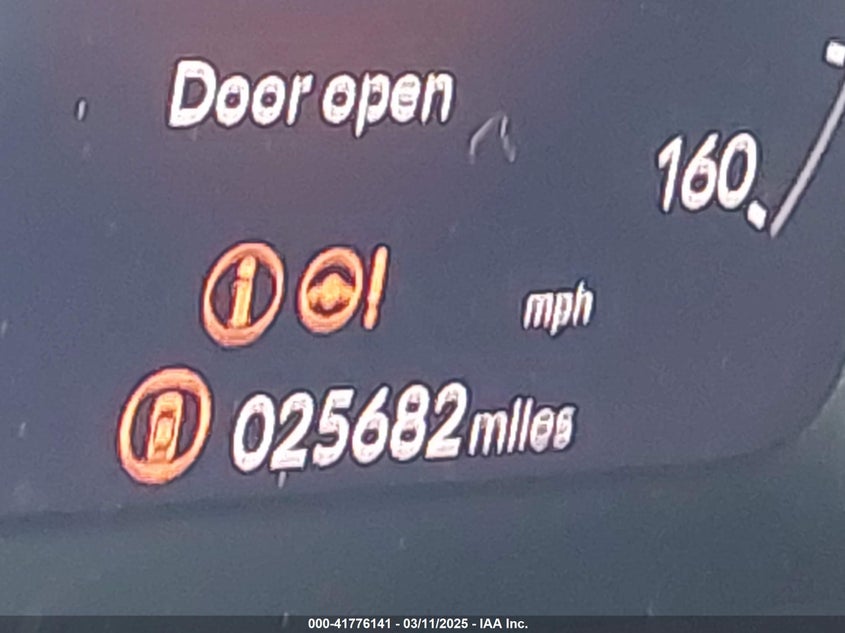 Door open
160
mph
025682 miles
000-41776141 - 03/11/2025 - IAA Inc.